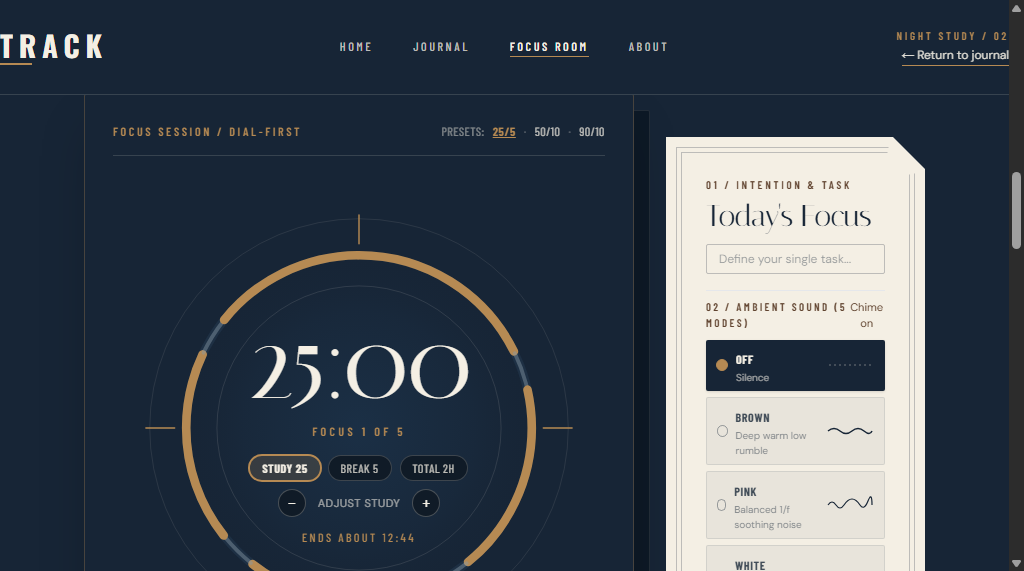 TRACK
HOME JOURNAL FOCUS ROOM ABOUT
NIGHT STUDY / 02
← Return to journal
FOCUS SESSION / DIAL-FIRST
PRESETS: 25/5 · 50/10 · 90/10
25:00
FOCUS 1 OF 5
STUDY 25 BREAK 5 TOTAL 2H
− ADJUST STUDY +
ENDS ABOUT 12:44
01 / INTENTION & TASK
Today's Focus
Define your single task...
02 / AMBIENT SOUND (5
MODES)
Chime
on
OFF
Silence
BROWN
Deep warm low
rumble
PINK
Balanced 1/f
soothing noise
WHITE